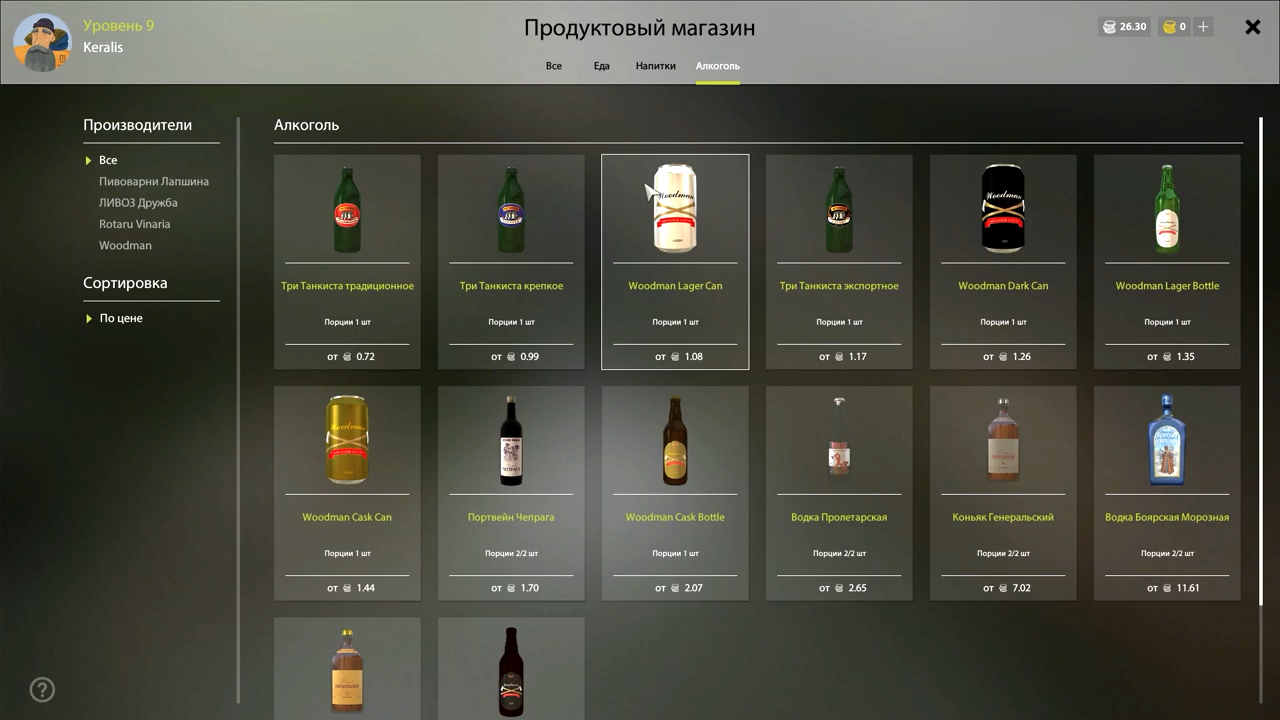 Уровень 9
Keralis
Продуктовый магазин
26.30
0
Все
Еда
Напитки
Алкоголь
Производители
Все
Пивоварни Лапшина
ЛИВОЗ Дружба
Rotaru Vinaria
Woodman
Сортировка
По цене
Алкоголь
Три Танкиста традиционное
Порции 1 шт
от 0.72
Три Танкиста крепкое
Порции 1 шт
от 0.99
Woodman
LAGER
Woodman Lager Can
Порции 1 шт
от 1.08
Три Танкиста экспортное
Порции 1 шт
от 1.17
Woodman
Woodman Dark Can
Порции 1 шт
от 1.26
Woodman Lager Bottle
Порции 1 шт
от 1.35
Woodman
Woodman Cask Can
Порции 1 шт
от 1.44
Портвейн Чепрага
Порции 2/2 шт
от 1.70
Woodman Cask Bottle
Порции 1 шт
от 2.07
Водка Пролетарская
Порции 2/2 шт
от 2.65
Коньяк Генеральский
Порции 2/2 шт
от 7.02
Водка Боярская Морозная
Порции 2/2 шт
от 11.61
?